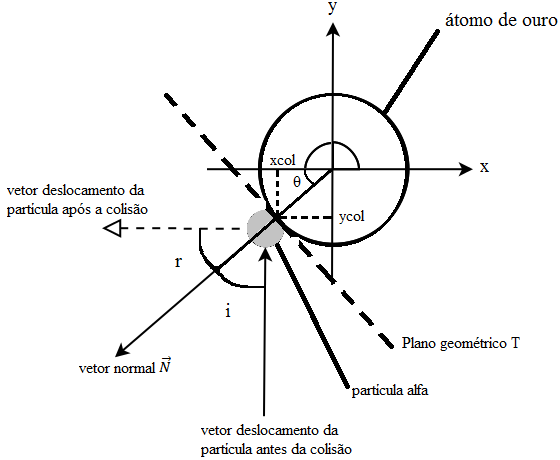 y
átomo de ouro
x
xcol
θ
ycol
vetor deslocamento da
partícula após a colisão
r
i
Plano geométrico T
vetor normal N⃗
partícula alfa
vetor deslocamento da
partícula antes da colisão